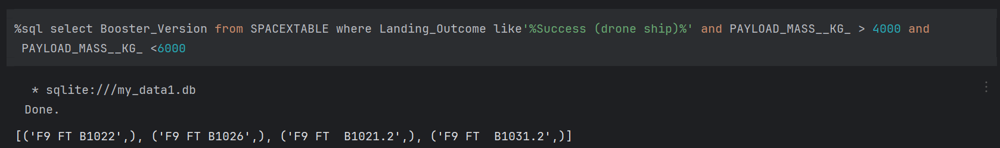 %sql select Booster_Version from SPACEXTABLE where Landing_Outcome like'%Success (drone ship)%' and PAYLOAD_MASS__KG_ > 4000 and
PAYLOAD_MASS__KG_ <6000
* sqlite:///my_data1.db
Done.
[('F9 FT B1022',), ('F9 FT B1026',), ('F9 FT  B1021.2',), ('F9 FT  B1031.2',)]